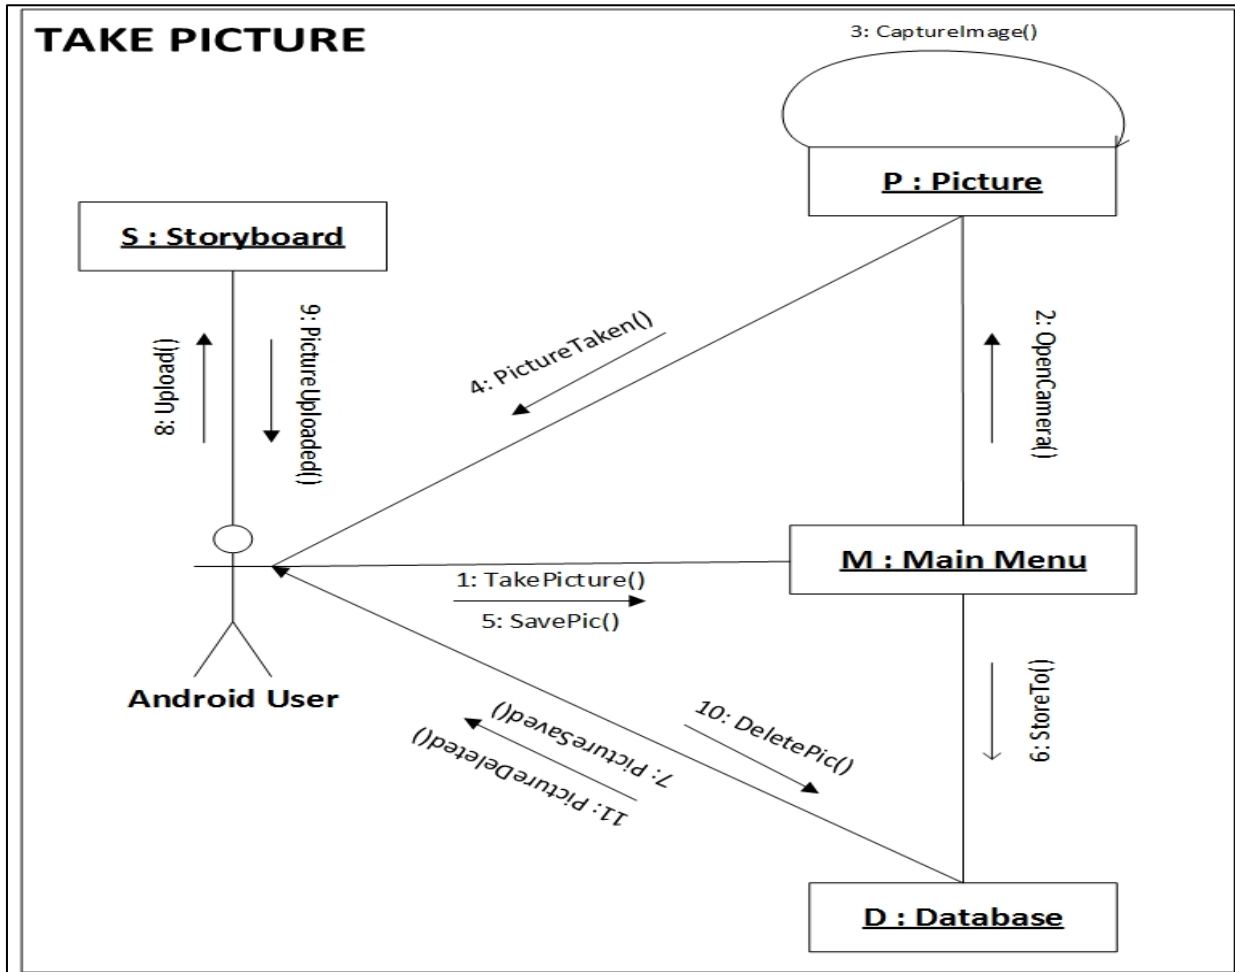 TAKE PICTURE
3: CaptureImage()
P : Picture
S : Storyboard
8: Upload()
9: PictureUploaded()
4: PictureTaken()
2: OpenCamera()
M : Main Menu
1: TakePicture()
5: SavePic()
Android User
7: PictureSaved()
11: PictureDeleted()
10: DeletePic()
6: StoreTo()
D : Database